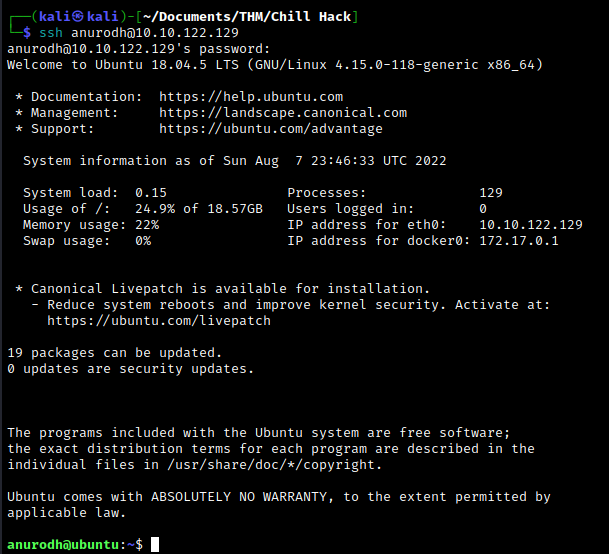 ┌──(kali㉿kali)-[~/Documents/THM/Chill Hack]
└─$ ssh anurodh@10.10.122.129
anurodh@10.10.122.129's password:
Welcome to Ubuntu 18.04.5 LTS (GNU/Linux 4.15.0-118-generic x86_64)

 * Documentation:  https://help.ubuntu.com
 * Management:     https://landscape.canonical.com
 * Support:        https://ubuntu.com/advantage

  System information as of Sun Aug  7 23:46:33 UTC 2022

  System load:  0.15               Processes:              129
  Usage of /:   24.9% of 18.57GB   Users logged in:        0
  Memory usage: 22%                IP address for eth0:    10.10.122.129
  Swap usage:   0%                 IP address for docker0: 172.17.0.1


 * Canonical Livepatch is available for installation.
   - Reduce system reboots and improve kernel security. Activate at:
     https://ubuntu.com/livepatch

19 packages can be updated.
0 updates are security updates.



The programs included with the Ubuntu system are free software;
the exact distribution terms for each program are described in the
individual files in /usr/share/doc/*/copyright.

Ubuntu comes with ABSOLUTELY NO WARRANTY, to the extent permitted by
applicable law.

anurodh@ubuntu:~$